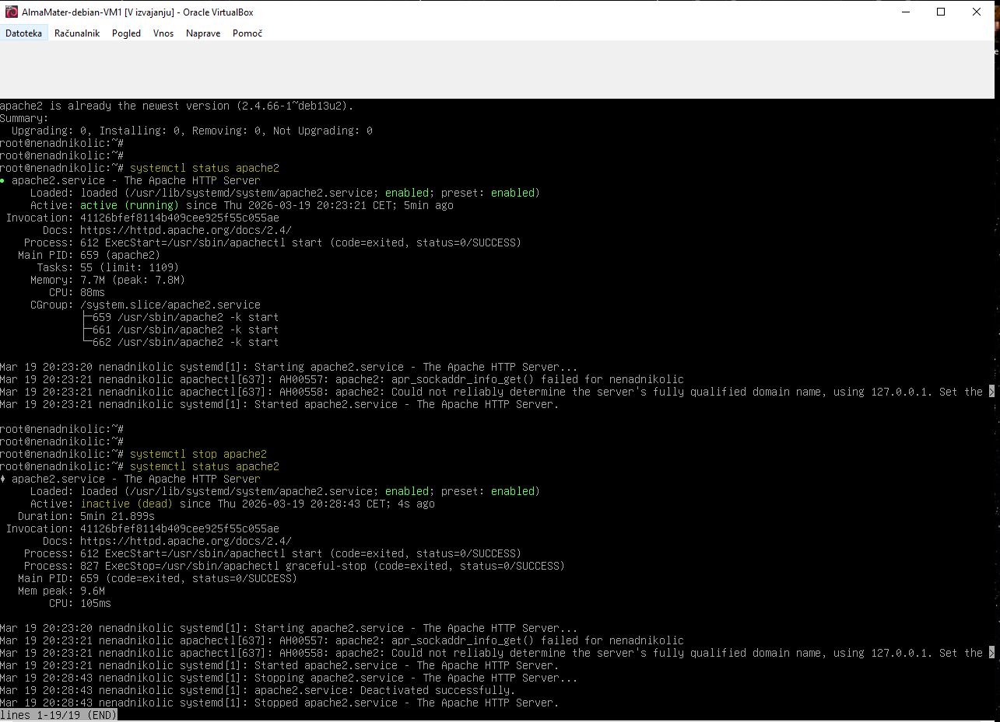 AlmaMater-debian-VM1 [V izvajanju] - Oracle VirtualBox
Datoteka Računalnik Pogled Vnos Naprave Pomoč
apache2 is already the newest version (2.4.66-1~deb13u2).
Summary:
  Upgrading: 0, Installing: 0, Removing: 0, Not Upgrading: 0
root@nenadnikolic:~#
root@nenadnikolic:~#
root@nenadnikolic:~# systemctl status apache2
● apache2.service - The Apache HTTP Server
     Loaded: loaded (/usr/lib/systemd/system/apache2.service; enabled; preset: enabled)
     Active: active (running) since Thu 2026-03-19 20:23:21 CET; 5min ago
 Invocation: 41126bfef8114b409cee925f55c055ae
       Docs: https://httpd.apache.org/docs/2.4/
    Process: 612 ExecStart=/usr/sbin/apachectl start (code=exited, status=0/SUCCESS)
   Main PID: 659 (apache2)
      Tasks: 55 (limit: 1109)
     Memory: 7.7M (peak: 7.8M)
        CPU: 88ms
     CGroup: /system.slice/apache2.service
             ├─659 /usr/sbin/apache2 -k start
             ├─661 /usr/sbin/apache2 -k start
             └─662 /usr/sbin/apache2 -k start
Mar 19 20:23:20 nenadnikolic systemd[1]: Starting apache2.service - The Apache HTTP Server...
Mar 19 20:23:21 nenadnikolic apachectl[637]: AH00557: apache2: apr_sockaddr_info_get() failed for nenadnikolic
Mar 19 20:23:21 nenadnikolic apachectl[637]: AH00558: apache2: Could not reliably determine the server's fully qualified domain name, using 127.0.0.1. Set the >
Mar 19 20:23:21 nenadnikolic systemd[1]: Started apache2.service - The Apache HTTP Server.
root@nenadnikolic:~#
root@nenadnikolic:~#
root@nenadnikolic:~# systemctl stop apache2
root@nenadnikolic:~# systemctl status apache2
♦ apache2.service - The Apache HTTP Server
     Loaded: loaded (/usr/lib/systemd/system/apache2.service; enabled; preset: enabled)
     Active: inactive (dead) since Thu 2026-03-19 20:28:43 CET; 4s ago
   Duration: 5min 21.899s
 Invocation: 41126bfef8114b409cee925f55c055ae
       Docs: https://httpd.apache.org/docs/2.4/
    Process: 612 ExecStart=/usr/sbin/apachectl start (code=exited, status=0/SUCCESS)
    Process: 827 ExecStop=/usr/sbin/apachectl graceful-stop (code=exited, status=0/SUCCESS)
   Main PID: 659 (code=exited, status=0/SUCCESS)
   Mem peak: 9.6M
        CPU: 105ms
Mar 19 20:23:20 nenadnikolic systemd[1]: Starting apache2.service - The Apache HTTP Server...
Mar 19 20:23:21 nenadnikolic apachectl[637]: AH00557: apache2: apr_sockaddr_info_get() failed for nenadnikolic
Mar 19 20:23:21 nenadnikolic apachectl[637]: AH00558: apache2: Could not reliably determine the server's fully qualified domain name, using 127.0.0.1. Set the >
Mar 19 20:23:21 nenadnikolic systemd[1]: Started apache2.service - The Apache HTTP Server.
Mar 19 20:28:43 nenadnikolic systemd[1]: Stopping apache2.service - The Apache HTTP Server...
Mar 19 20:28:43 nenadnikolic systemd[1]: apache2.service: Deactivated successfully.
Mar 19 20:28:43 nenadnikolic systemd[1]: Stopped apache2.service - The Apache HTTP Server.
lines 1-19/19 (END)